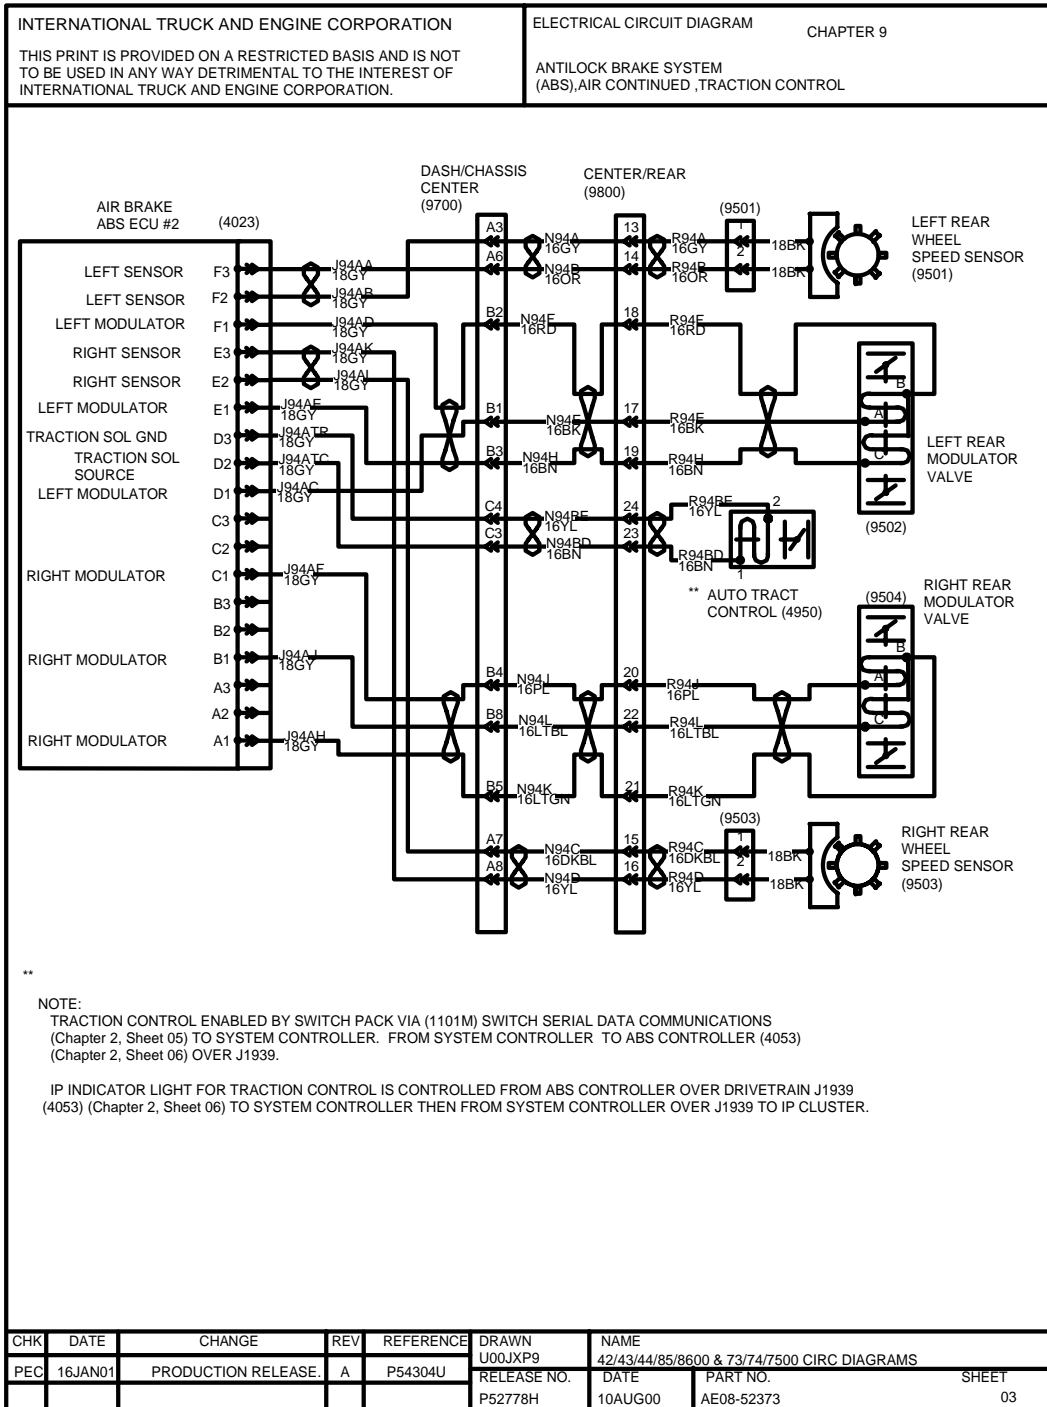 INTERNATIONAL TRUCK AND ENGINE CORPORATION
THIS PRINT IS PROVIDED ON A RESTRICTED BASIS AND IS NOT
TO BE USED IN ANY WAY DETRIMENTAL TO THE INTEREST OF
INTERNATIONAL TRUCK AND ENGINE CORPORATION.
ELECTRICAL CIRCUIT DIAGRAM
CHAPTER 9
ANTILOCK BRAKE SYSTEM
(ABS),AIR CONTINUED ,TRACTION CONTROL
AIR BRAKE
ABS ECU #2
(4023)
DASH/CHASSIS
CENTER
(9700)
CENTER/REAR
(9800)
(9501)
LEFT REAR
WHEEL
SPEED SENSOR
(9501)
LEFT SENSOR F3
LEFT SENSOR F2
LEFT MODULATOR F1
RIGHT SENSOR E3
RIGHT SENSOR E2
LEFT MODULATOR E1
TRACTION SOL GND D3
TRACTION SOL
SOURCE
D2
LEFT MODULATOR D1
C3
C2
RIGHT MODULATOR C1
B3
B2
RIGHT MODULATOR B1
A3
A2
RIGHT MODULATOR A1
J94AA
18GY
J94AB
18GY
J94AD
18GY
J94AK
18GY
J94AL
18GY
J94AE
18GY
J94ATR
18GY
J94ATC
18GY
J94AC
18GY
J94AF
18GY
J94AJ
18GY
J94AH
18GY
A3
A6
B2
B1
B3
C4
C3
B4
B8
B5
A7
A8
N94A
16GY
N94B
16OR
N94F
16RD
N94E
16BK
N94H
16BN
N94BE
16YL
N94BD
16BN
N94J
16PL
N94L
16LTBL
N94K
16LTGN
N94C
16DKBL
N94D
16YL
13
14
18
17
19
24
23
20
22
21
15
16
R94A
16GY
R94B
16OR
R94F
16RD
R94E
16BK
R94H
16BN
R94BE
16YL
R94BD
16BN
R94J
16PL
R94L
16LTBL
R94K
16LTGN
R94C
16DKBL
R94D
16YL
1
2
18BK
18BK
B
A
C
LEFT REAR
MODULATOR
VALVE
(9502)
2
1
** AUTO TRACT
CONTROL (4950)
(9504)
RIGHT REAR
MODULATOR
VALVE
B
A
C
(9503)
1
2
18BK
18BK
RIGHT REAR
WHEEL
SPEED SENSOR
(9503)
**
NOTE:
TRACTION CONTROL ENABLED BY SWITCH PACK VIA (1101M) SWITCH SERIAL DATA COMMUNICATIONS
(Chapter 2, Sheet 05) TO SYSTEM CONTROLLER. FROM SYSTEM CONTROLLER TO ABS CONTROLLER (4053)
(Chapter 2, Sheet 06) OVER J1939.
IP INDICATOR LIGHT FOR TRACTION CONTROL IS CONTROLLED FROM ABS CONTROLLER OVER DRIVETRAIN J1939
(4053) (Chapter 2, Sheet 06) TO SYSTEM CONTROLLER THEN FROM SYSTEM CONTROLLER OVER J1939 TO IP CLUSTER.
CHK DATE CHANGE REV REFERENCE
PEC 16JAN01 PRODUCTION RELEASE. A P54304U
DRAWN
U00JXP9
NAME
42/43/44/85/8600 & 73/74/7500 CIRC DIAGRAMS
RELEASE NO.
P52778H
DATE
10AUG00
PART NO.
AE08-52373
SHEET
03